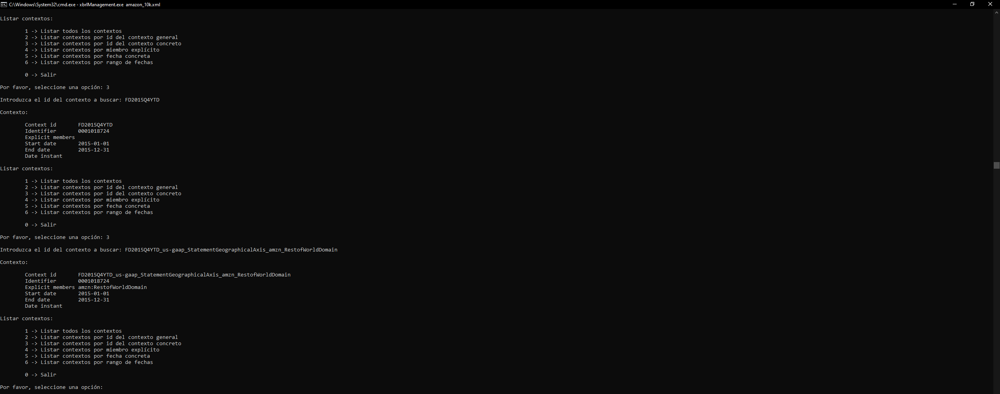 C:\Windows\System32\cmd.exe - xbrlManagement.exe  amazon_10k.xml
Listar contextos:
1 -> Listar todos los contextos
2 -> Listar contextos por id del contexto general
3 -> Listar contextos por id del contexto concreto
4 -> Listar contextos por miembro explícito
5 -> Listar contextos por fecha concreta
6 -> Listar contextos por rango de fechas
0 -> Salir
Por favor, seleccione una opción: 3
Introduzca el id del contexto a buscar: FD2015Q4YTD
Contexto:
Context id       FD2015Q4YTD
Identifier       0001018724
Explicit members
Start date       2015-01-01
End date         2015-12-31
Date instant
Listar contextos:
1 -> Listar todos los contextos
2 -> Listar contextos por id del contexto general
3 -> Listar contextos por id del contexto concreto
4 -> Listar contextos por miembro explícito
5 -> Listar contextos por fecha concreta
6 -> Listar contextos por rango de fechas
0 -> Salir
Por favor, seleccione una opción: 3
Introduzca el id del contexto a buscar: FD2015Q4YTD_us-gaap_StatementGeographicalAxis_amzn_RestofWorldDomain
Contexto:
Context id       FD2015Q4YTD_us-gaap_StatementGeographicalAxis_amzn_RestofWorldDomain
Identifier       0001018724
Explicit members amzn:RestofWorldDomain
Start date       2015-01-01
End date         2015-12-31
Date instant
Listar contextos:
1 -> Listar todos los contextos
2 -> Listar contextos por id del contexto general
3 -> Listar contextos por id del contexto concreto
4 -> Listar contextos por miembro explícito
5 -> Listar contextos por fecha concreta
6 -> Listar contextos por rango de fechas
0 -> Salir
Por favor, seleccione una opción: